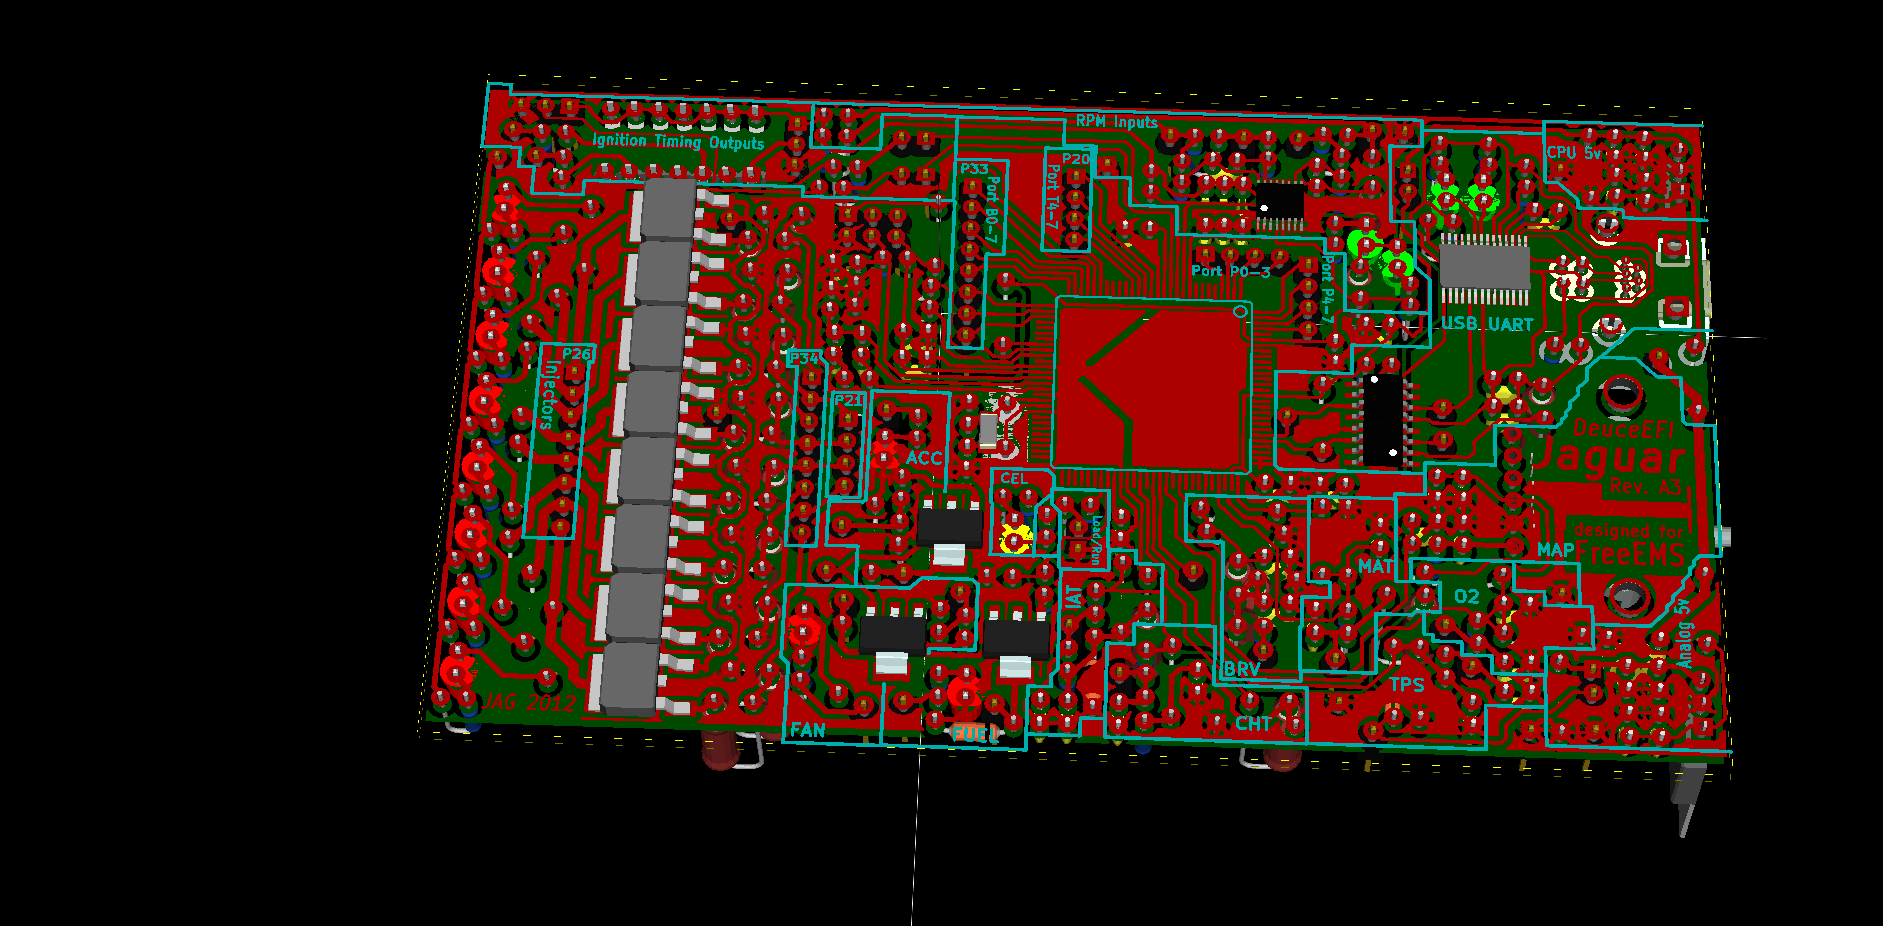 Ignition Timing Outputs
RPM Inputs
CPU 5v
P33
Port B0-7
P20
Port T4-7
Port P0-3
Port P4-7
USB UART
P26
Injectors
P34
P21
ACC
CEL
Load/Run
DeuceEFI
Jaguar
Rev. A3
designed for
FreeEMS
MAP
MAT
O2
IAT
BRV
TPS
CHT
Analog 5v
JAG 2012
FAN
FUEL